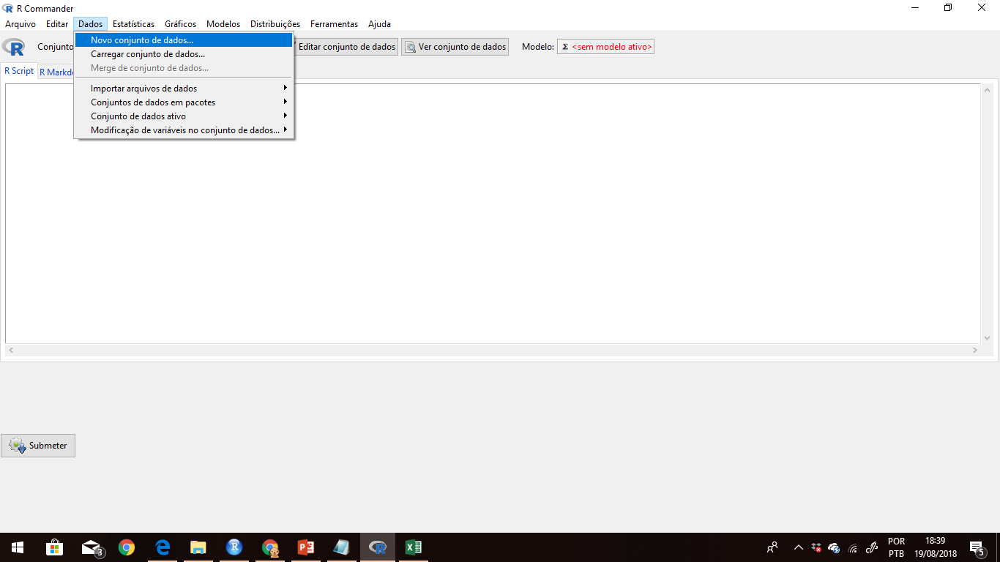 R Commander
Arquivo Editar Dados Estatísticas Gráficos Modelos Distribuições Ferramentas Ajuda
Conjunto
Editar conjunto de dados
Ver conjunto de dados
Modelo:
Σ <sem modelo ativo>
Novo conjunto de dados...
Carregar conjunto de dados...
Merge de conjunto de dados...
Importar arquivos de dados
Conjuntos de dados em pacotes
Conjunto de dados ativo
Modificação de variáveis no conjunto de dados...
R Script
R Markd
Submeter
3
POR
PTB
18:39
19/08/2018
5